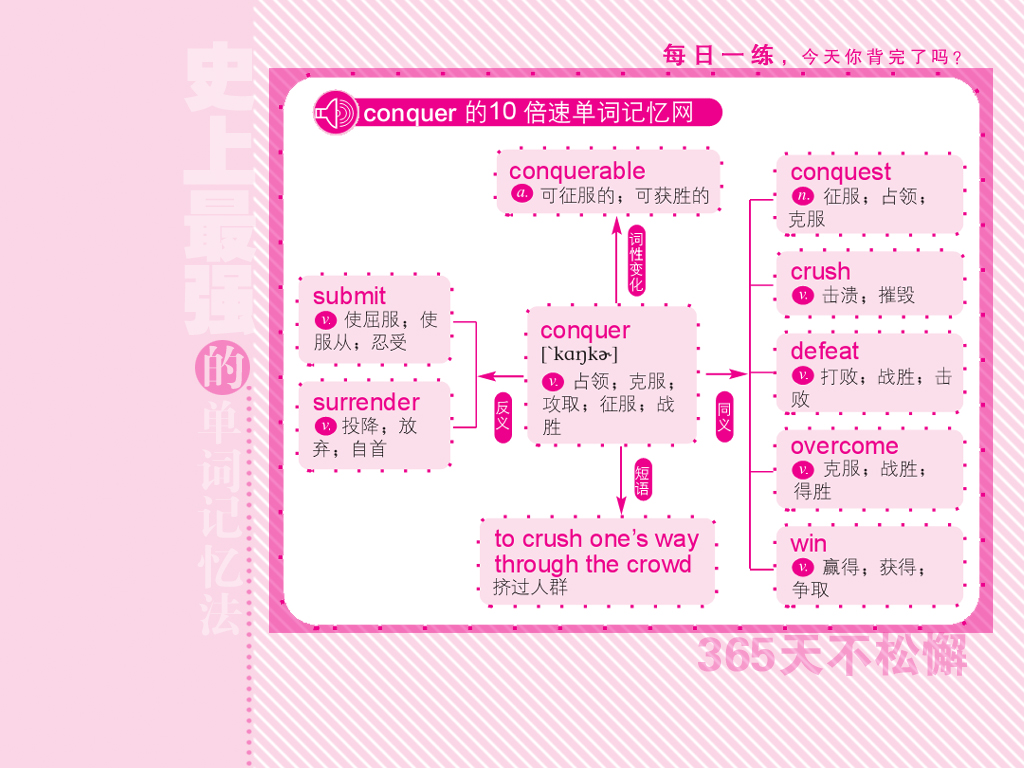 每日一练，今天你背完了吗?
史上最强的单词记忆法
conquer 的10 倍速单词记忆网
conquerable
a. 可征服的；可获胜的
词性变化
submit
v. 使屈服；使
服从；忍受
surrender
v. 投降；放
弃；自首
反义
conquer
[`kɑŋkɚ]
v. 占领；克服；
攻取；征服；战
胜
同义
短语
to crush one's way
through the crowd
挤过人群
conquest
n. 征服；占领；
克服
crush
v. 击溃；摧毁
defeat
v. 打败；战胜；击
败
overcome
v. 克服；战胜；
得胜
win
v. 赢得；获得；
争取
365天不松懈